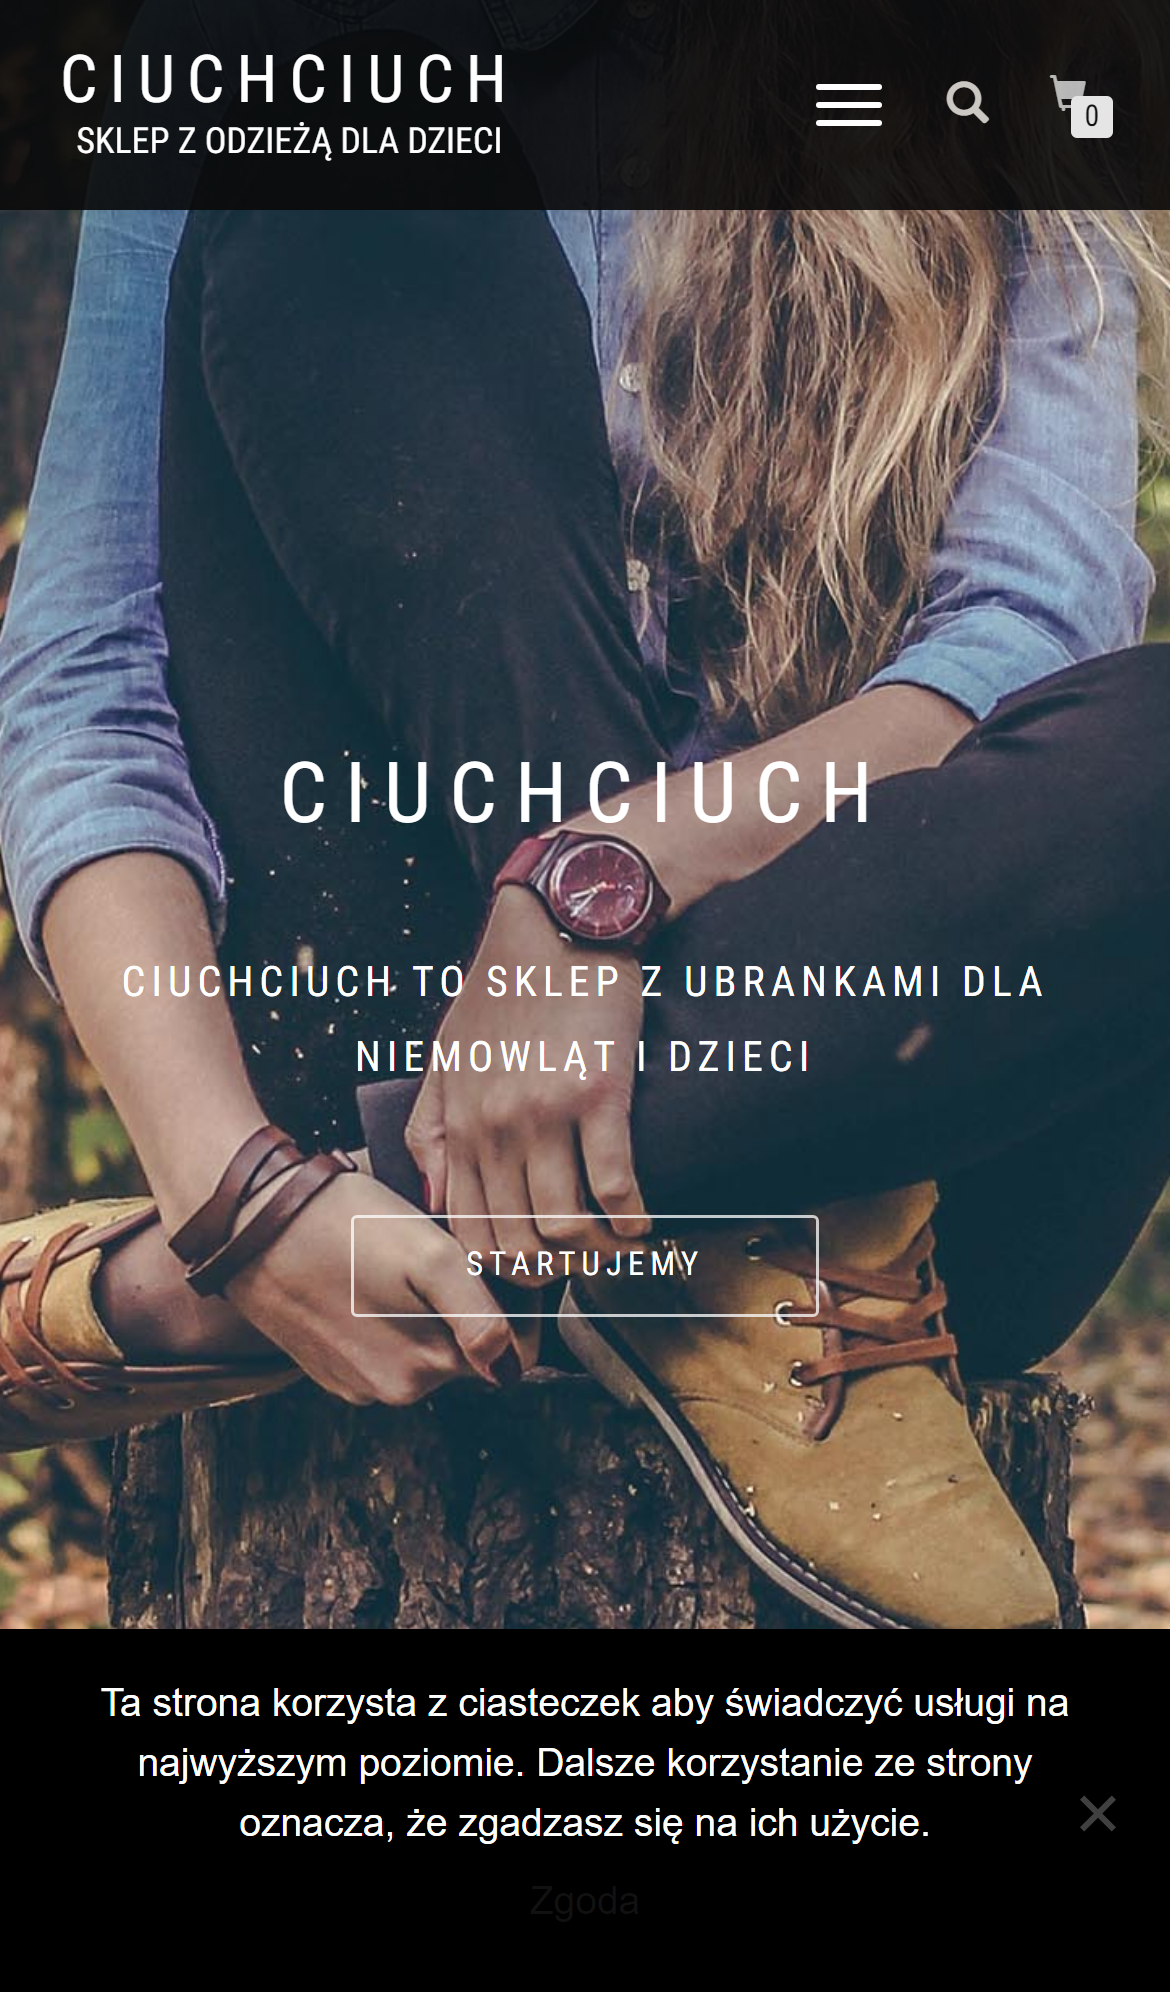 CIUCHCIUCH
SKLEP Z ODZIEŻĄ DLA DZIECI
0
CIUCHCIUCH
CIUCHCIUCH TO SKLEP Z UBRANKAMI DLA
NIEMOWLĄT I DZIECI
STARTUJEMY
Ta strona korzysta z ciasteczek aby świadczyć usługi na
najwyższym poziomie. Dalsze korzystanie ze strony
oznacza, że zgadzasz się na ich użycie.
Zgoda